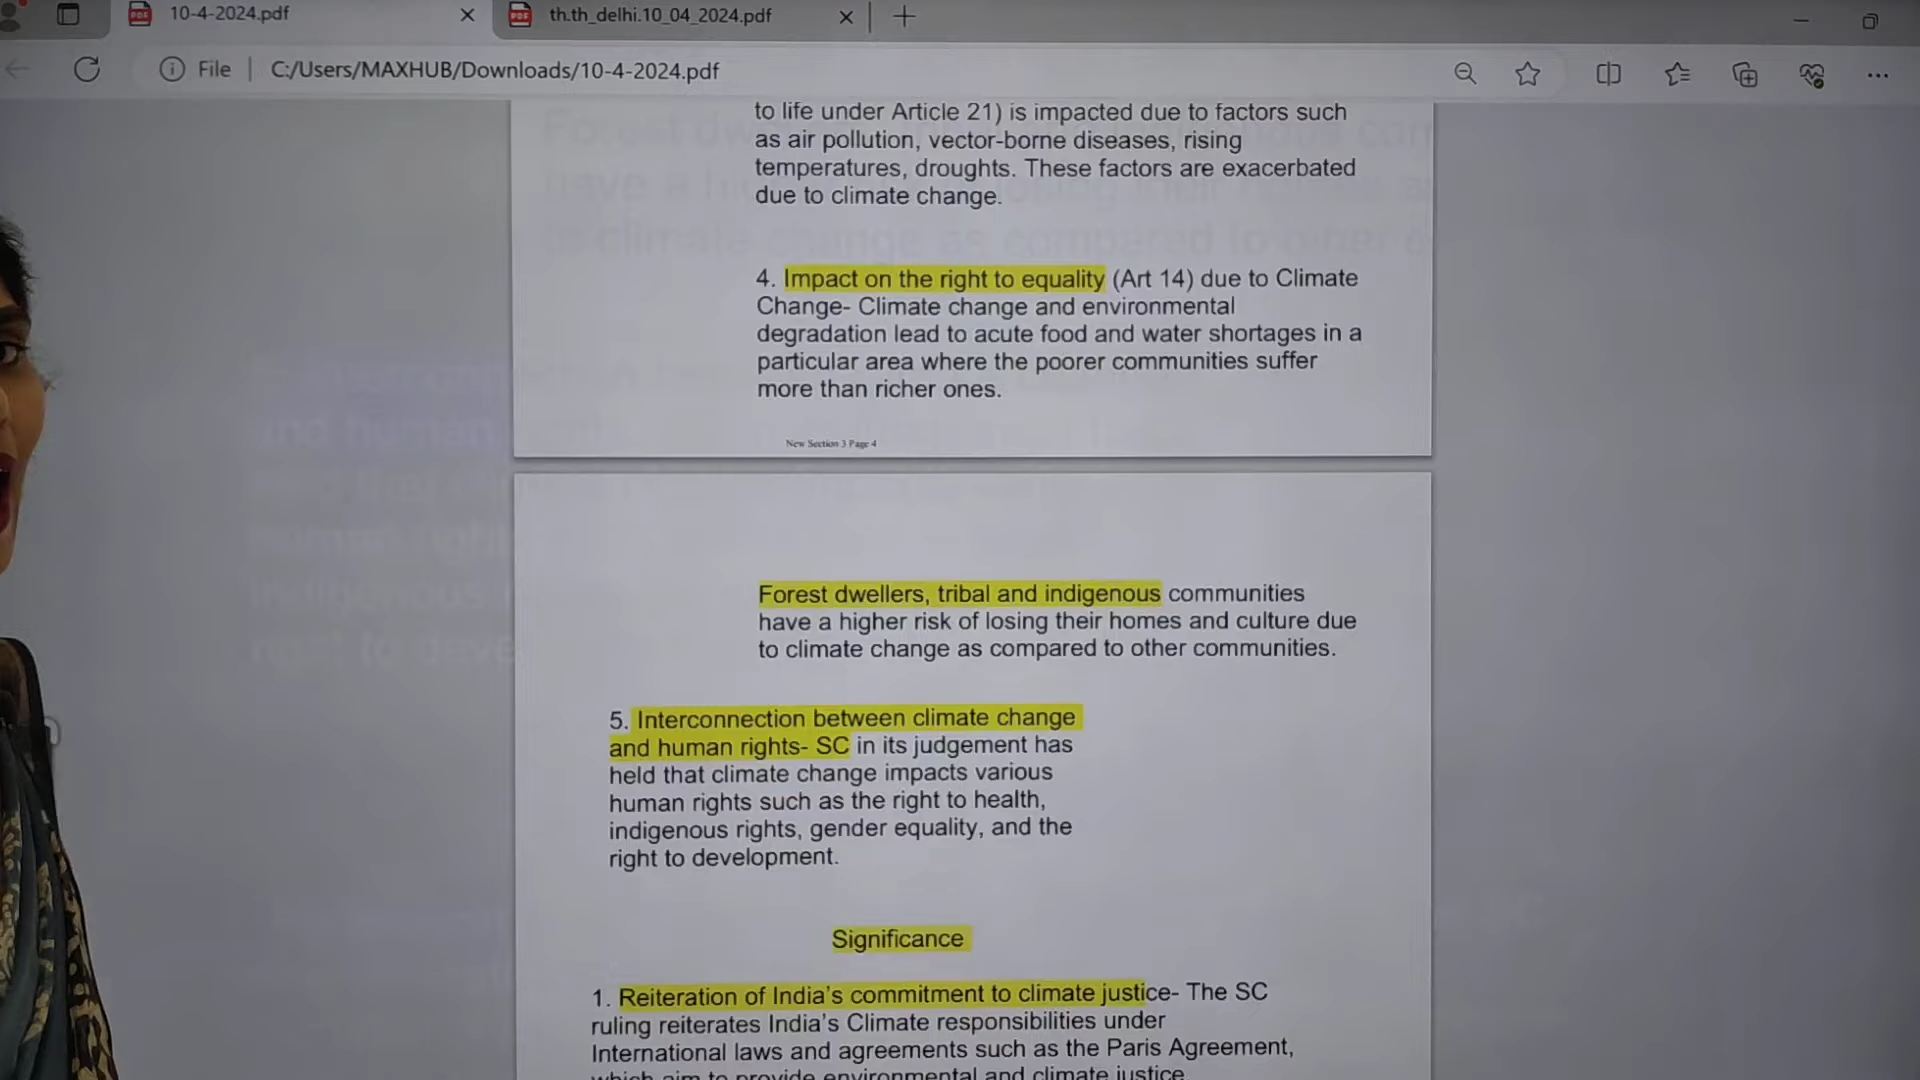 10-4-2024.pdf
th.th_delhi.10_04_2024.pdf
File
C:/Users/MAXHUB/Downloads/10-4-2024.pdf
to life under Article 21) is impacted due to factors such
as air pollution, vector-borne diseases, rising
temperatures, droughts. These factors are exacerbated
due to climate change.
4. Impact on the right to equality (Art 14) due to Climate
Change- Climate change and environmental
degradation lead to acute food and water shortages in a
particular area where the poorer communities suffer
more than richer ones.
New Section 3 Page 4
Forest dwellers, tribal and indigenous communities
have a higher risk of losing their homes and culture due
to climate change as compared to other communities.
5. Interconnection between climate change
and human rights- SC in its judgement has
held that climate change impacts various
human rights such as the right to health,
indigenous rights, gender equality, and the
right to development.
Significance
1. Reiteration of India's commitment to climate justice- The SC
ruling reiterates India's Climate responsibilities under
International laws and agreements such as the Paris Agreement,
which aim to provide environmental and climate justice